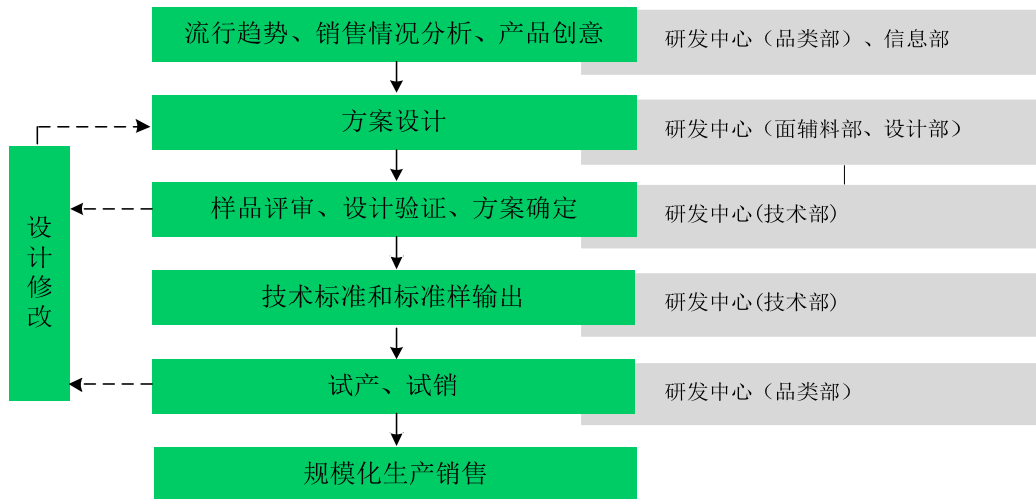 流行趋势、销售情况分析、产品创意
研发中心（品类部）、信息部
方案设计
研发中心（面辅料部、设计部）
样品评审、设计验证、方案确定
研发中心(技术部)
设计修改
技术标准和标准样输出
研发中心(技术部)
试产、试销
研发中心（品类部）
规模化生产销售